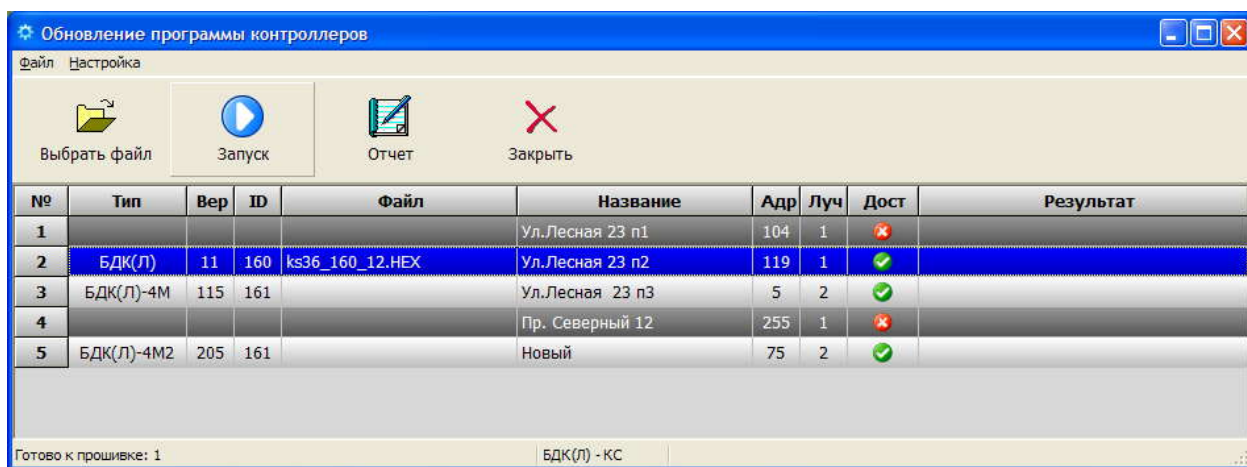 Обновление программы контроллеров
Файл Настройка
Выбрать файл Запуск Отчет Закрыть
№ Тип Вер ID Файл Название Адр Луч Дост Результат
1 Ул.Лесная 23 п1 104 1
2 БДК(Л) 11 160 ks36_160_12.HEX Ул.Лесная 23 п2 119 1
3 БДК(Л)-4М 115 161 Ул.Лесная 23 п3 5 2
4 Пр. Северный 12 255 1
5 БДК(Л)-4М2 205 161 Новый 75 2
Готово к прошивке: 1 БДК(Л) - КС